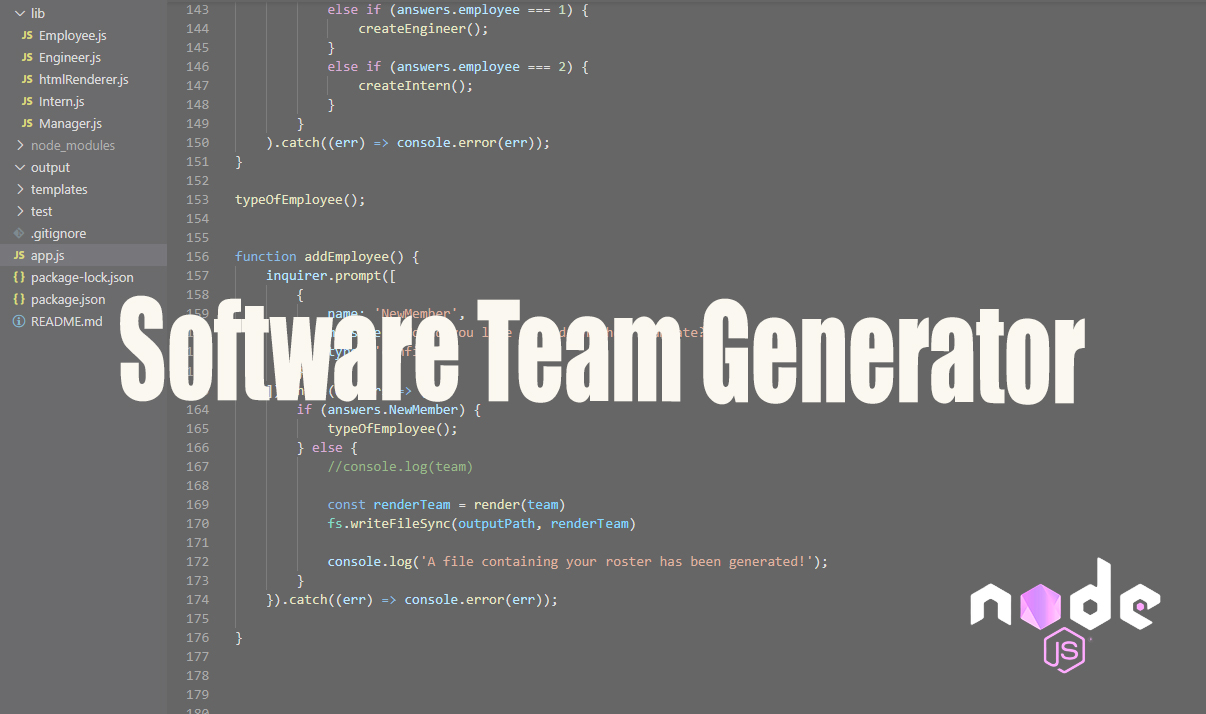 lib
JS Employee.js
JS Engineer.js
JS htmlRenderer.js
JS Intern.js
JS Manager.js
node_modules
output
templates
test
.gitignore
JS app.js
{} package-lock.json
{} package.json
README.md
143 else if (answers.employee === 1) {
144 createEngineer();
145 }
146 else if (answers.employee === 2) {
147 createIntern();
148 }
149 }
150 ).catch((err) => console.error(err));
151 }
152
153 typeOfEmployee();
154
155
156 function addEmployee() {
157 inquirer.prompt([
158 {
159 name: 'NewMember',
Software Team Generator
164 if (answers.NewMember) {
165 typeOfEmployee();
166 } else {
167 //console.log(team)
168
169 const renderTeam = render(team)
170 fs.writeFileSync(outputPath, renderTeam)
171
172 console.log('A file containing your roster has been generated!');
173 }
174 }).catch((err) => console.error(err));
175
176 }
177
178
179
180
node
JS